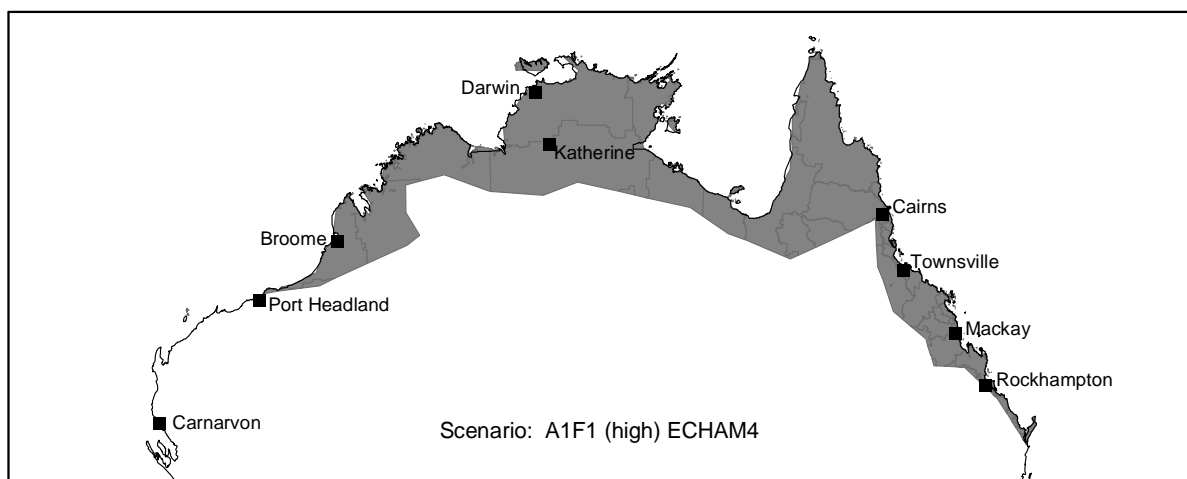 Darwin
Katherine
Cairns
Broome
Townsville
Port Headland
Mackay
Rockhampton
Carnarvon
Scenario:  A1F1 (high) ECHAM4